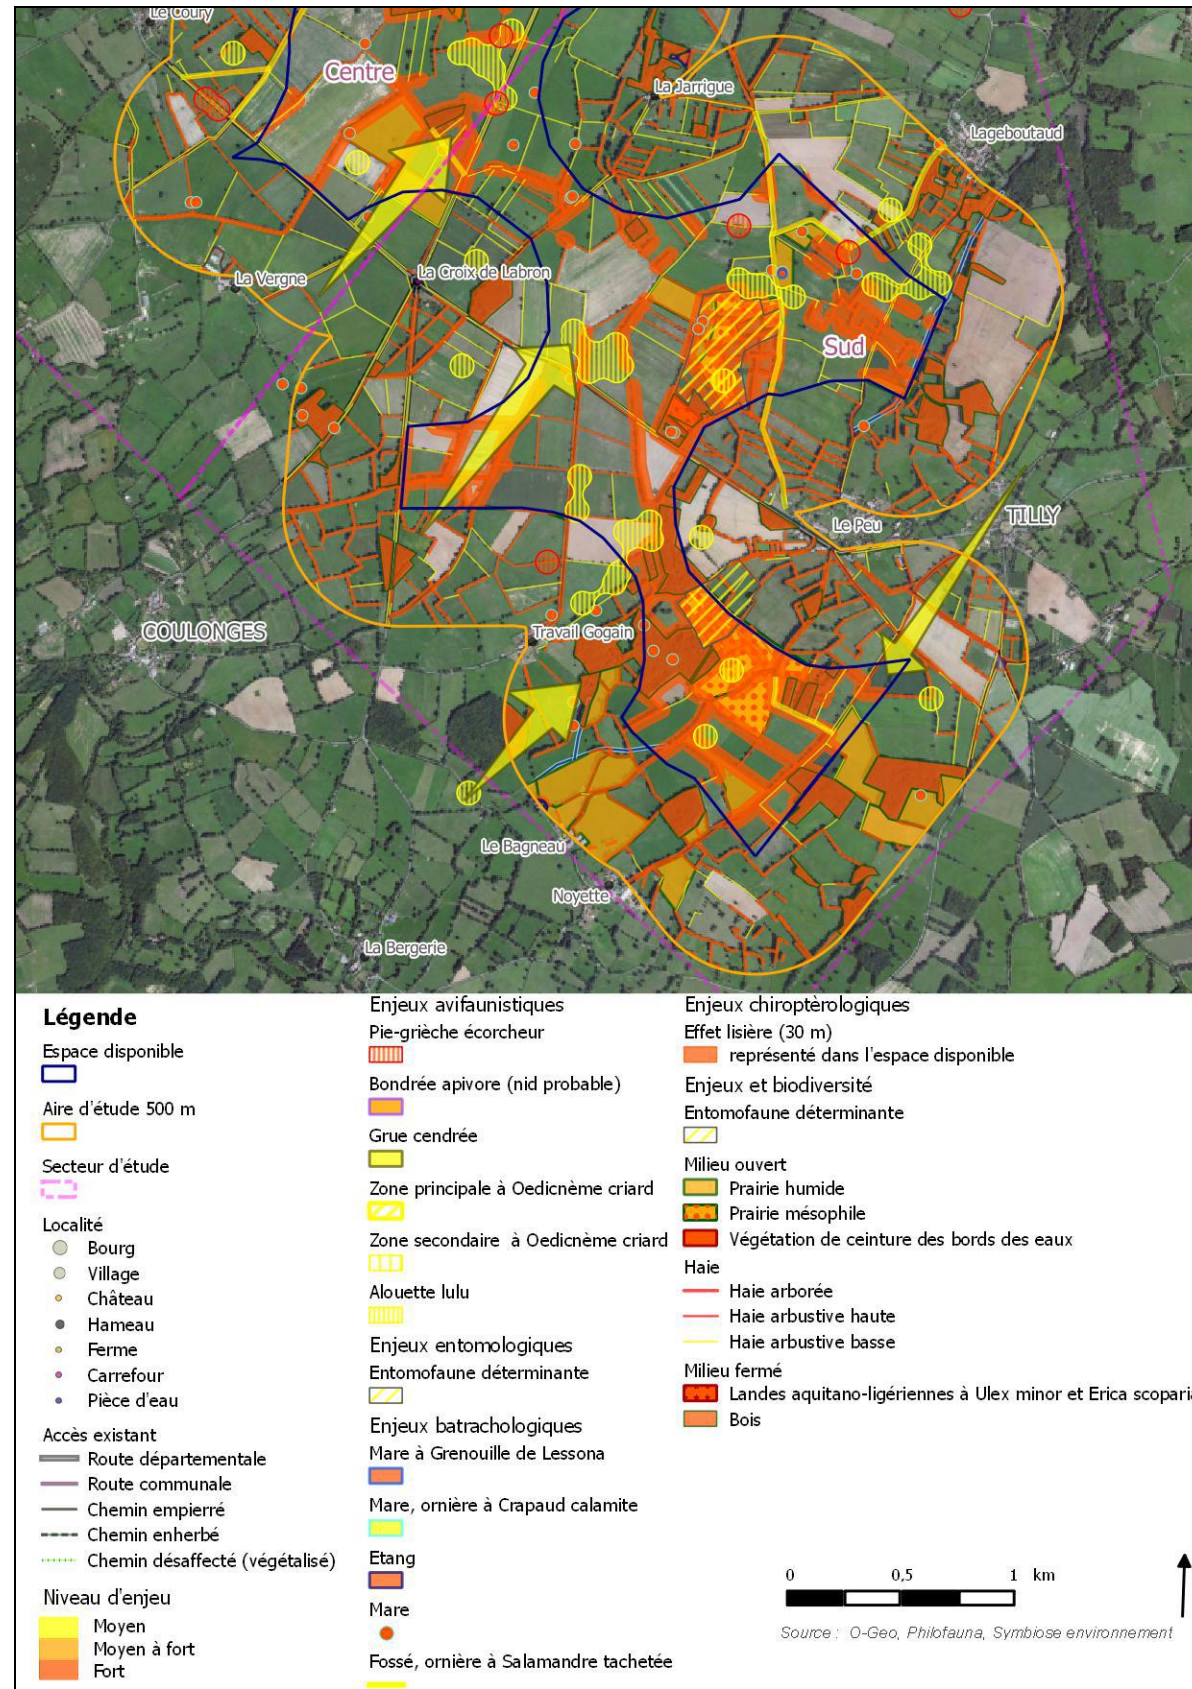 Le Coury
Centre
La Jarrigue
Lageboutaud
La Vergne
La Croix de Labron
Sud
Le Peu
TILLY
COULONGES
Travail Gogain
Le Bagneau
Noyette
La Bergerie
Légende
Espace disponible
Aire d'étude 500 m
Secteur d'étude
Localité
Bourg
Village
Château
Hameau
Ferme
Carrefour
Pièce d'eau
Accès existant
Route départementale
Route communale
Chemin empierré
Chemin enherbé
Chemin désaffecté (végétalisé)
Niveau d'enjeu
Moyen
Moyen à fort
Fort
Enjeux avifaunistiques
Pie-grièche écorcheur
Bondrée apivore (nid probable)
Grue cendrée
Zone principale à Oedicnème criard
Zone secondaire à Oedicnème criard
Alouette lulu
Enjeux entomologiques
Entomofaune déterminante
Enjeux batrachologiques
Mare à Grenouille de Lessona
Mare, ornière à Crapaud calamite
Etang
Mare
Fossé, ornière à Salamandre tachetée
Enjeux chiroptèrologiques
Effet lisière (30 m)
représenté dans l'espace disponible
Enjeux et biodiversité
Entomofaune déterminante
Milieu ouvert
Prairie humide
Prairie mésophile
Végétation de ceinture des bords des eaux
Haie
Haie arborée
Haie arbustive haute
Haie arbustive basse
Milieu fermé
Landes aquitano-ligériennes à Ulex minor et Erica scoparia
Bois
0 0,5 1 km
Source : O-Geo, Philofauna, Symbiose environnement